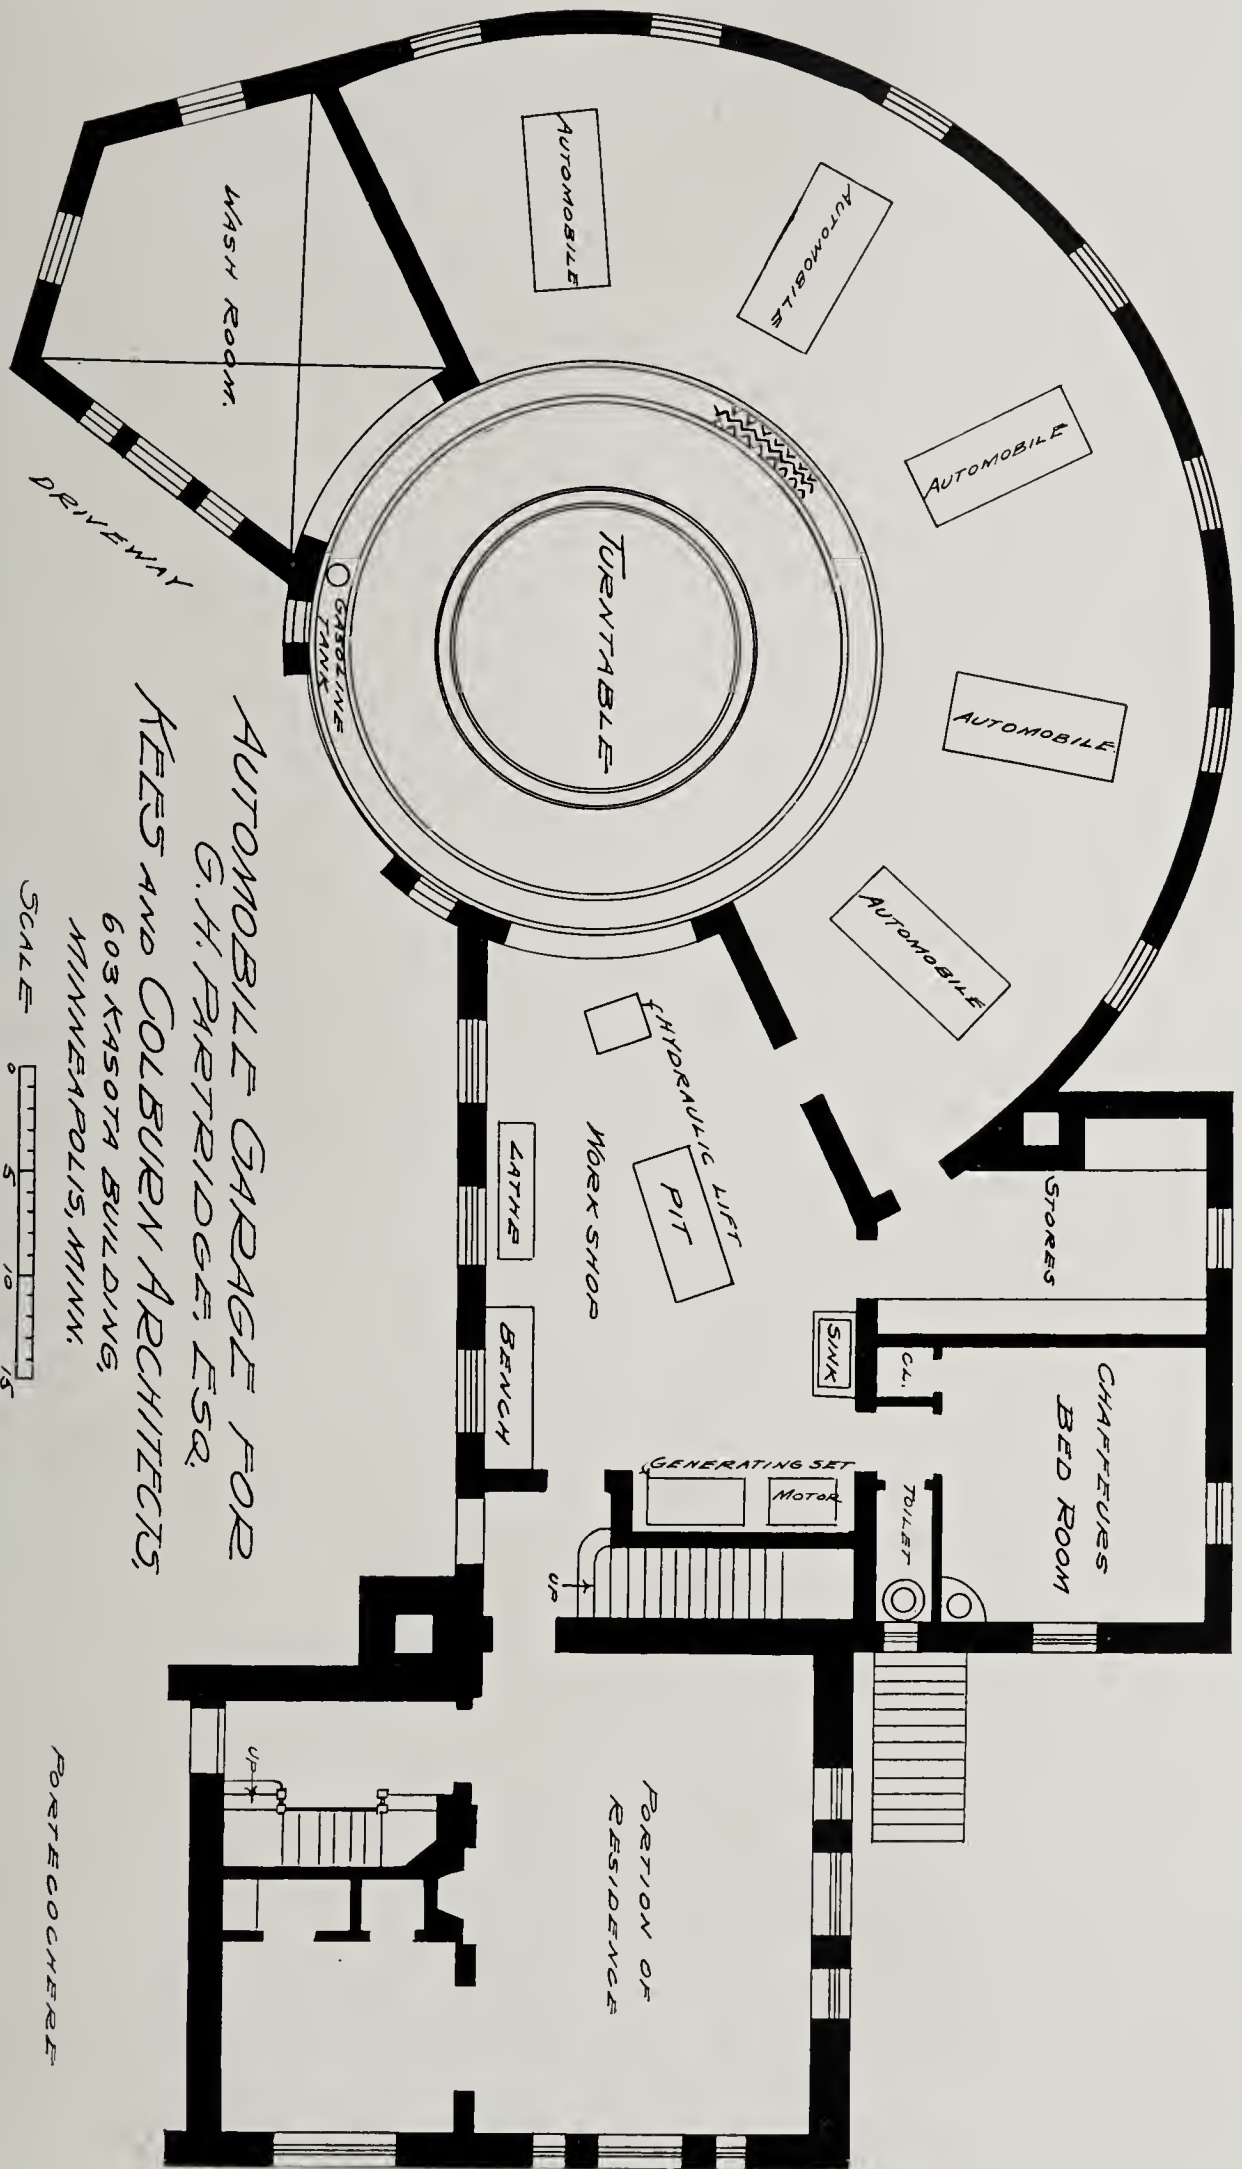 AUTOMOBILE
AUTOMOBILE
AUTOMOBILE
AUTOMOBILE.
AUTOMOBILE
WASH ROOM.
TURNTABLE
GASOLINE
TANK
DRIVEWAY
HYDRAULIC LIFT
PIT
WORK SHOP
LATHE
BENCH
STORES
SINK
CL.
CHAFFEURS
BED ROOM
TOILET
GENERATING SET
MOTOR
UP
UP
PORTION OF
RESIDENCE
PORTECOCHERE
AUTOMOBILE GARAGE FOR
G.H. PARTRIDGE, ESQ.
KEES AND COLBURN ARCHITECTS,
603 KASOTA BUILDING,
MINNEAPOLIS, MINN.
SCALE
0 5 10 15